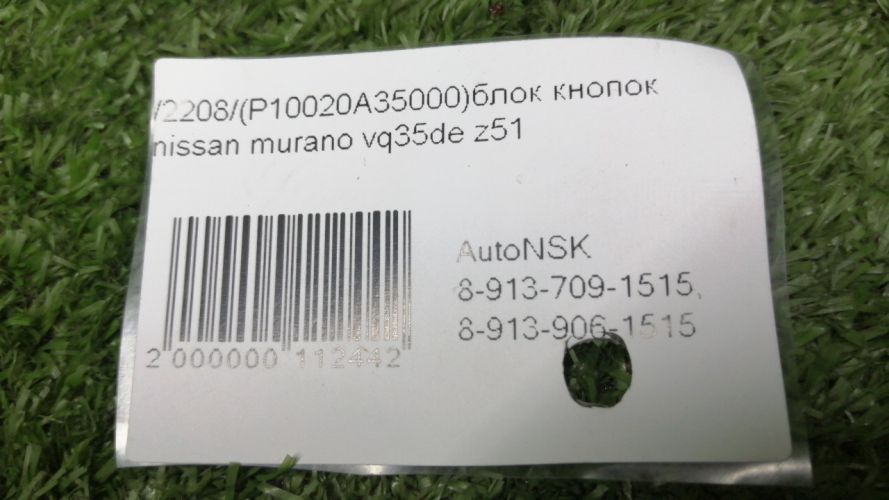 /2208/(P10020A35000)блок кнопок
nissan murano vq35de z51
AutoNSK
8-913-709-1515,
8-913-906-1515
2 000000 112442